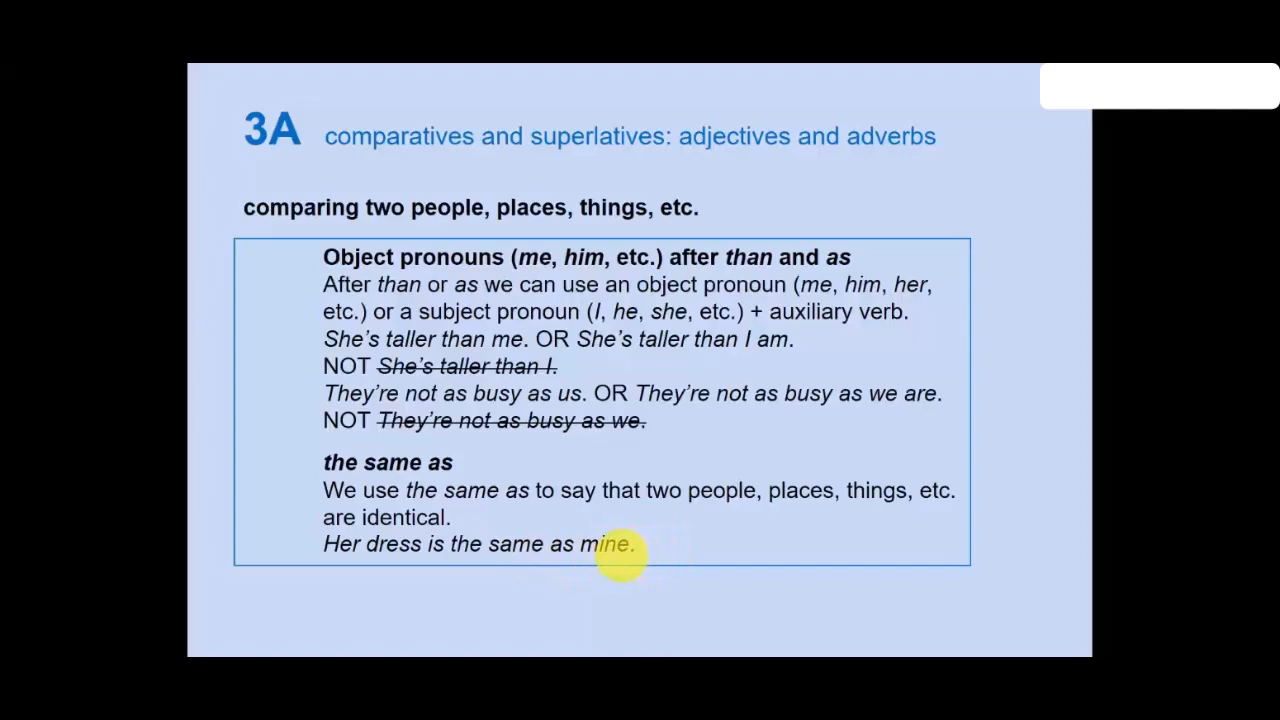 3A comparatives and superlatives: adjectives and adverbs
comparing two people, places, things, etc.
Object pronouns (me, him, etc.) after than and as
After than or as we can use an object pronoun (me, him, her,
etc.) or a subject pronoun (I, he, she, etc.) + auxiliary verb.
She’s taller than me. OR She’s taller than I am.
NOT She’s taller than I.
They’re not as busy as us. OR They’re not as busy as we are.
NOT They’re not as busy as we.
the same as
We use the same as to say that two people, places, things, etc.
are identical.
Her dress is the same as mine.